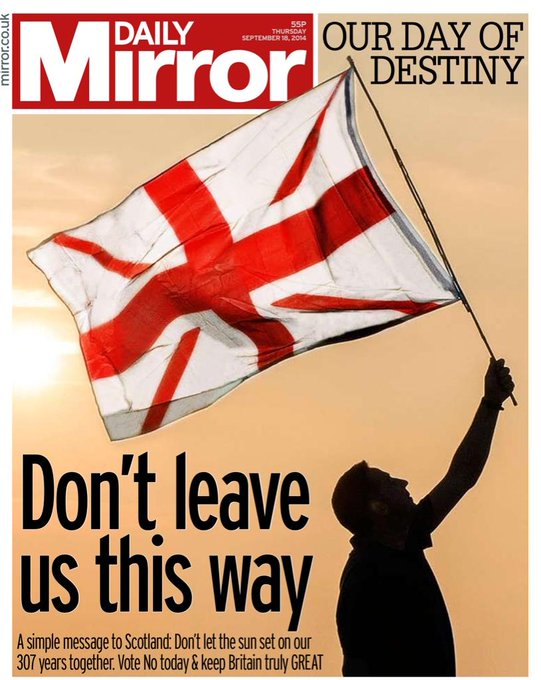 mirror.co.uk
DAILY
Mirror
55P
THURSDAY
SEPTEMBER 18, 2014
OUR DAY OF
DESTINY
Don't leave
us this way
A simple message to Scotland: Don't let the sun set on our
307 years together. Vote No today & keep Britain truly GREAT